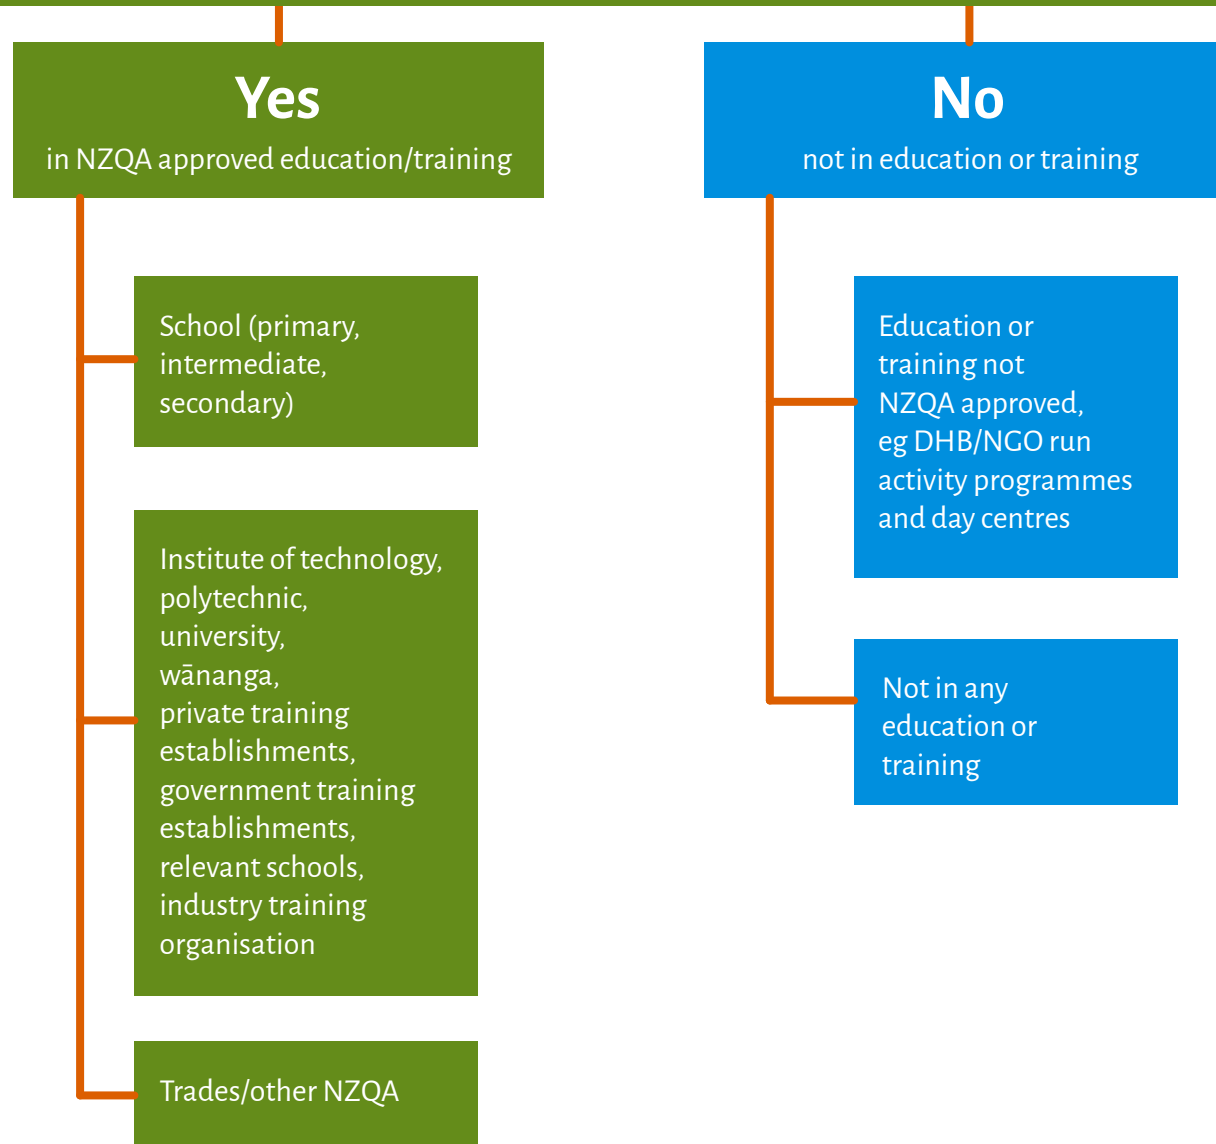 Yes
in NZQA approved education/training
School (primary,
intermediate,
secondary)
Institute of technology,
polytechnic,
university,
wānanga,
private training
establishments,
government training
establishments,
relevant schools,
industry training
organisation
Trades/other NZQA
No
not in education or training
Education or
training not
NZQA approved,
eg DHB/NGO run
activity programmes
and day centres
Not in any
education or
training